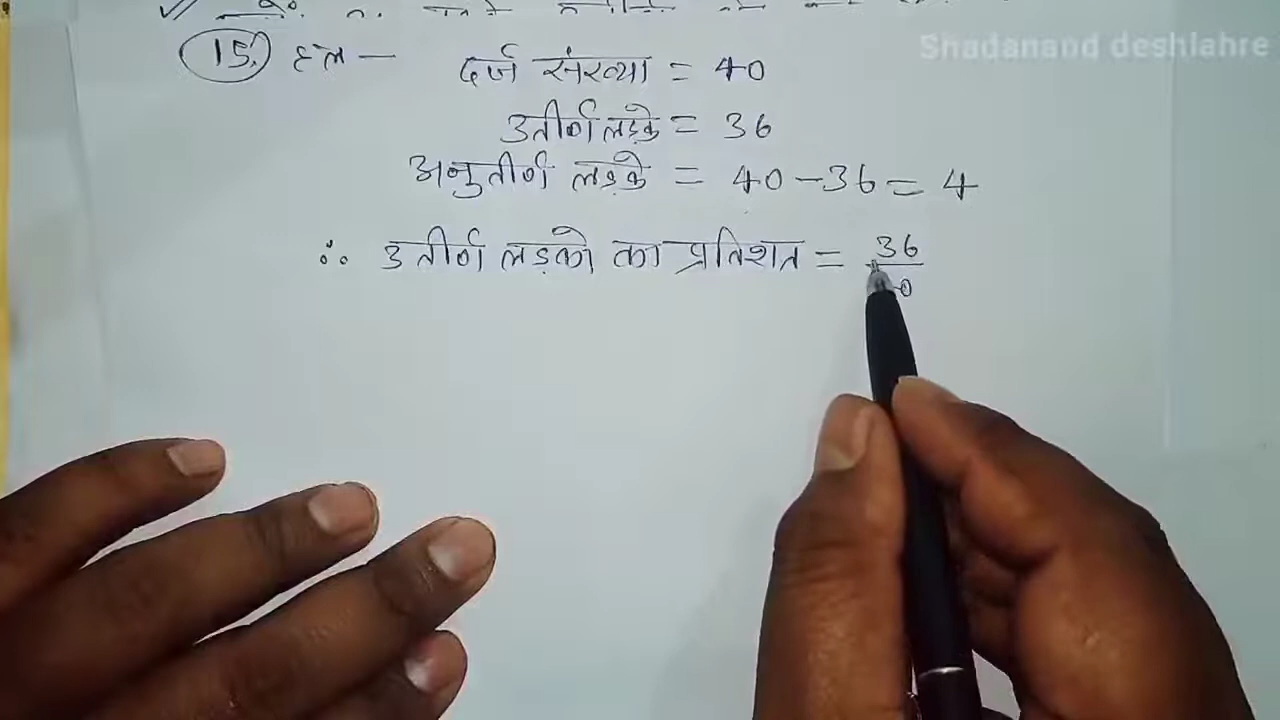 Shadanand deshlahre
15. हल — दर्ज संख्या = 40
उतीर्ण लड़के = 36
अनुतीर्ण लड़के = 40 - 36 = 4
∴ उतीर्ण लड़को का प्रतिशत = 36